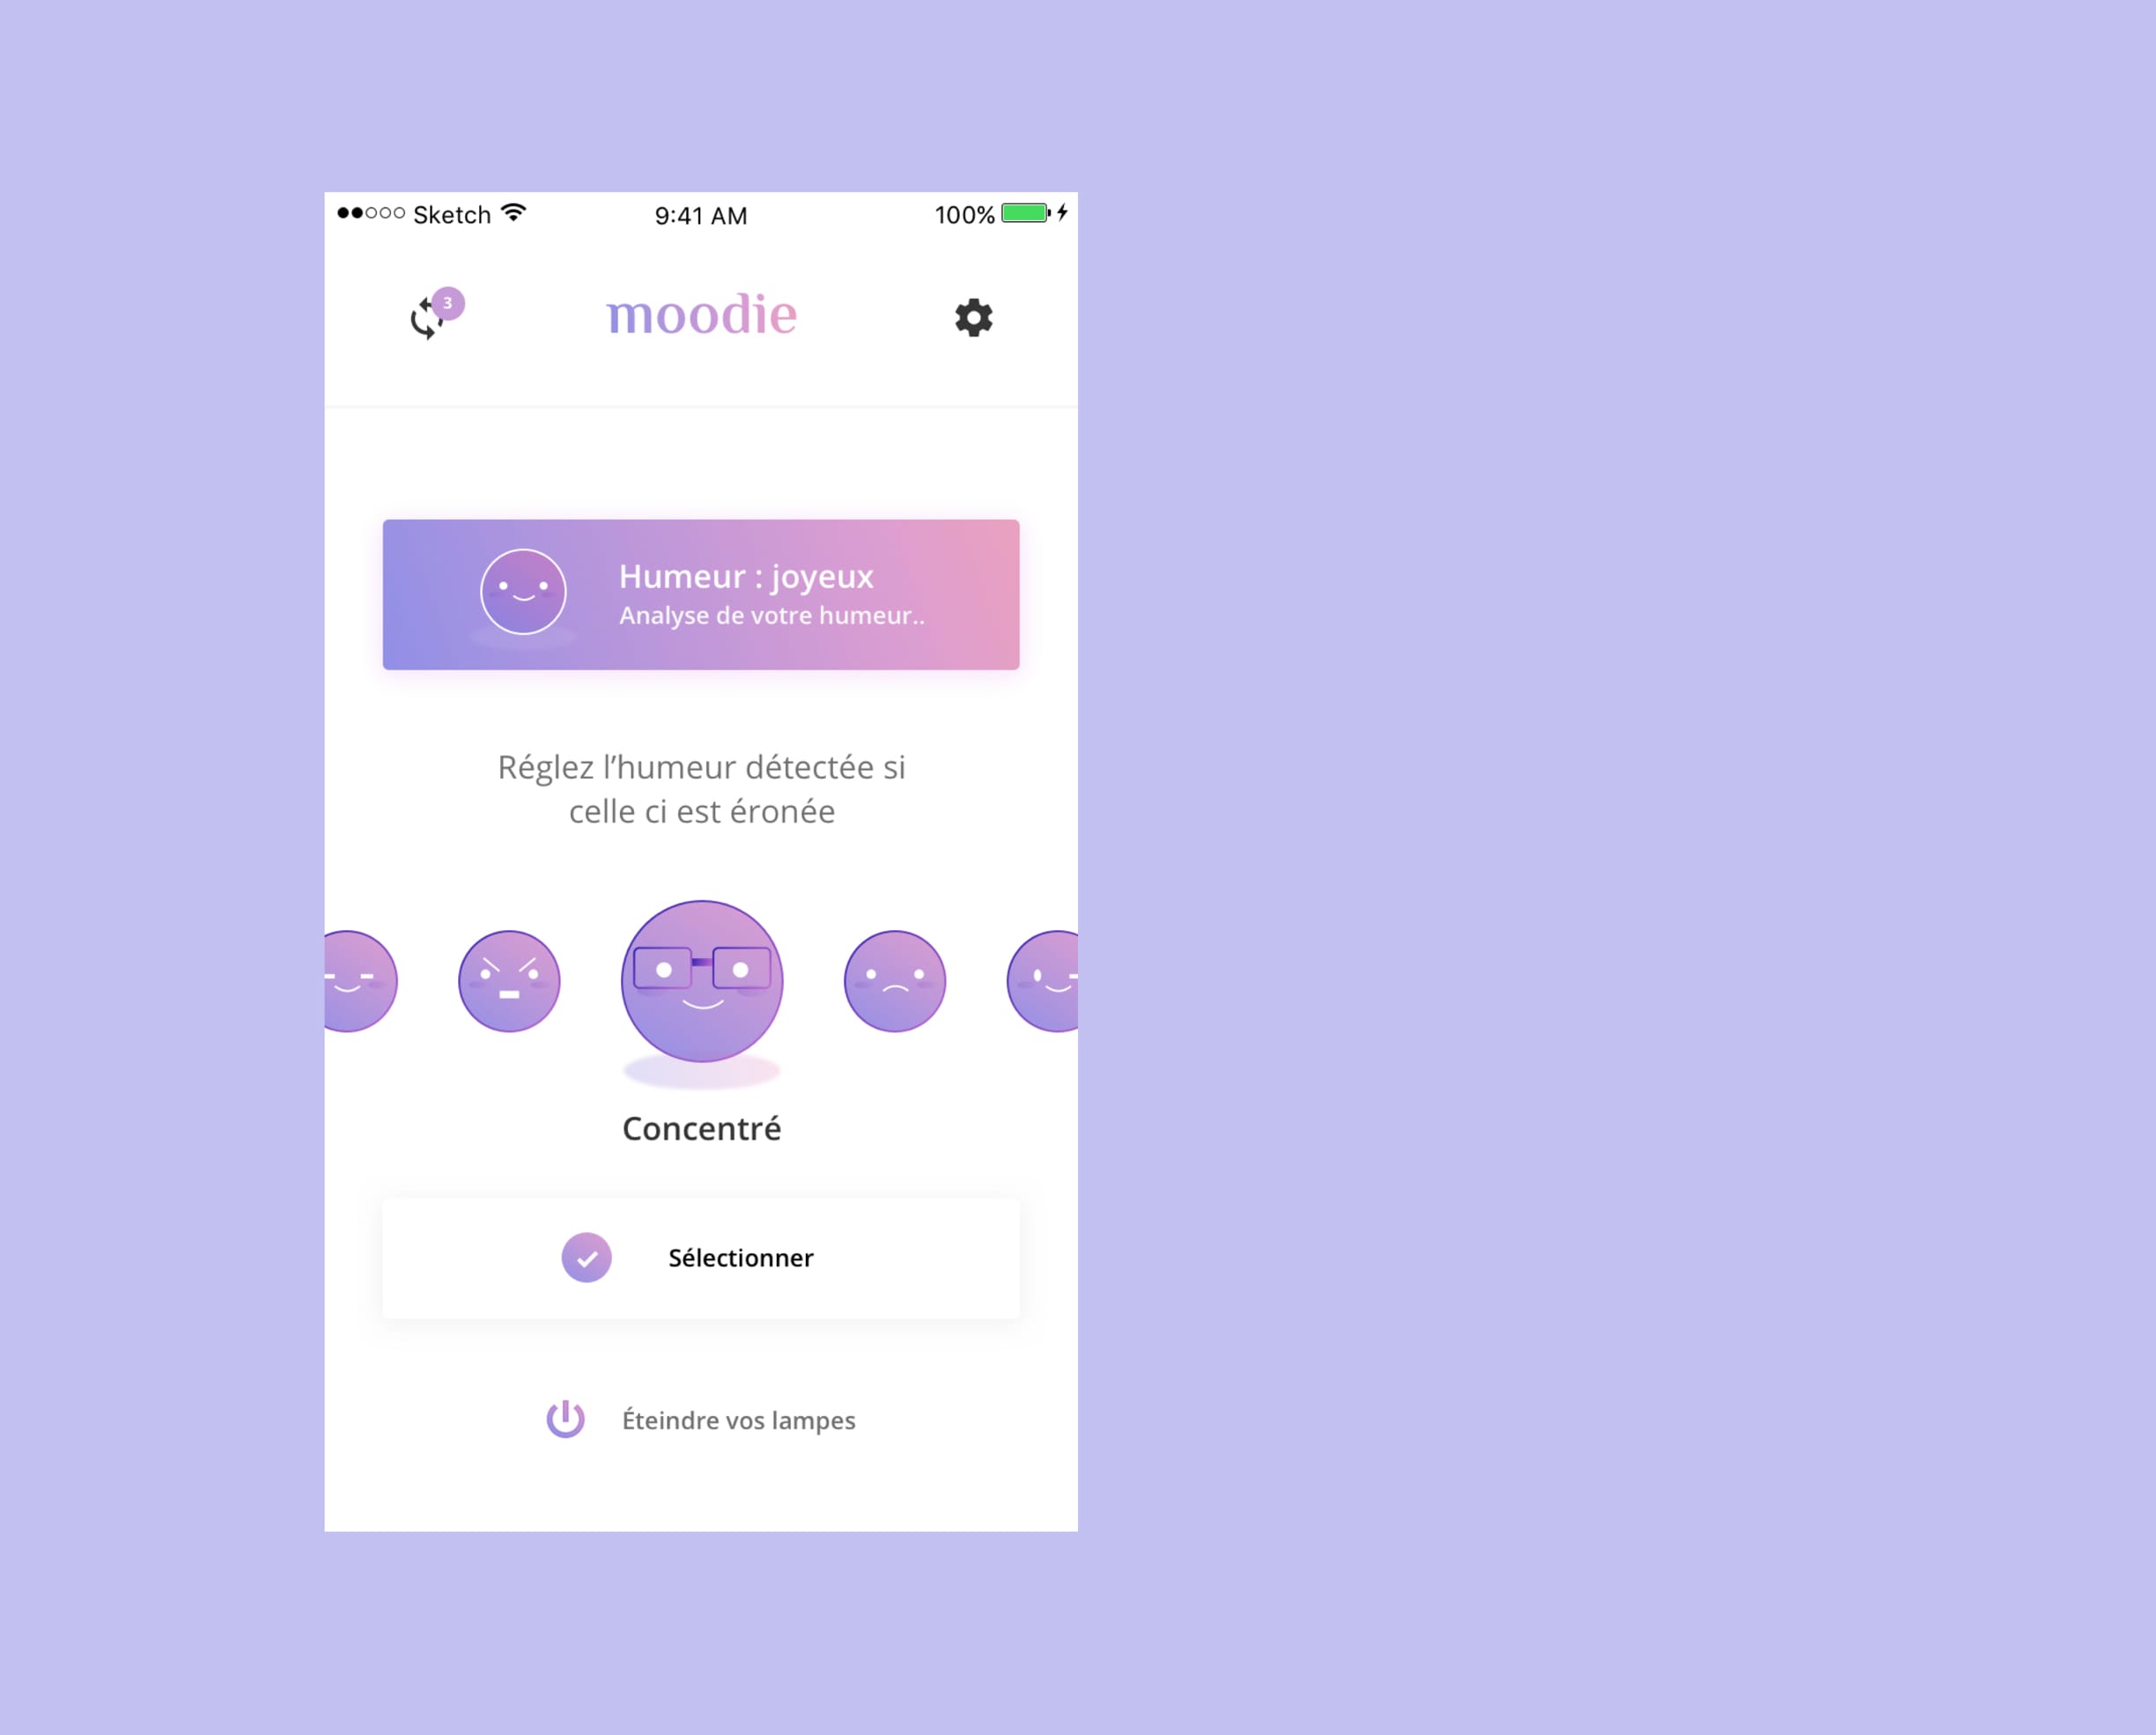 Sketch 9:41 AM 100%
3
moodie
Humeur : joyeux
Analyse de votre humeur..
Réglez l’humeur détectée si
celle ci est éronée
Concentré
Sélectionner
Éteindre vos lampes